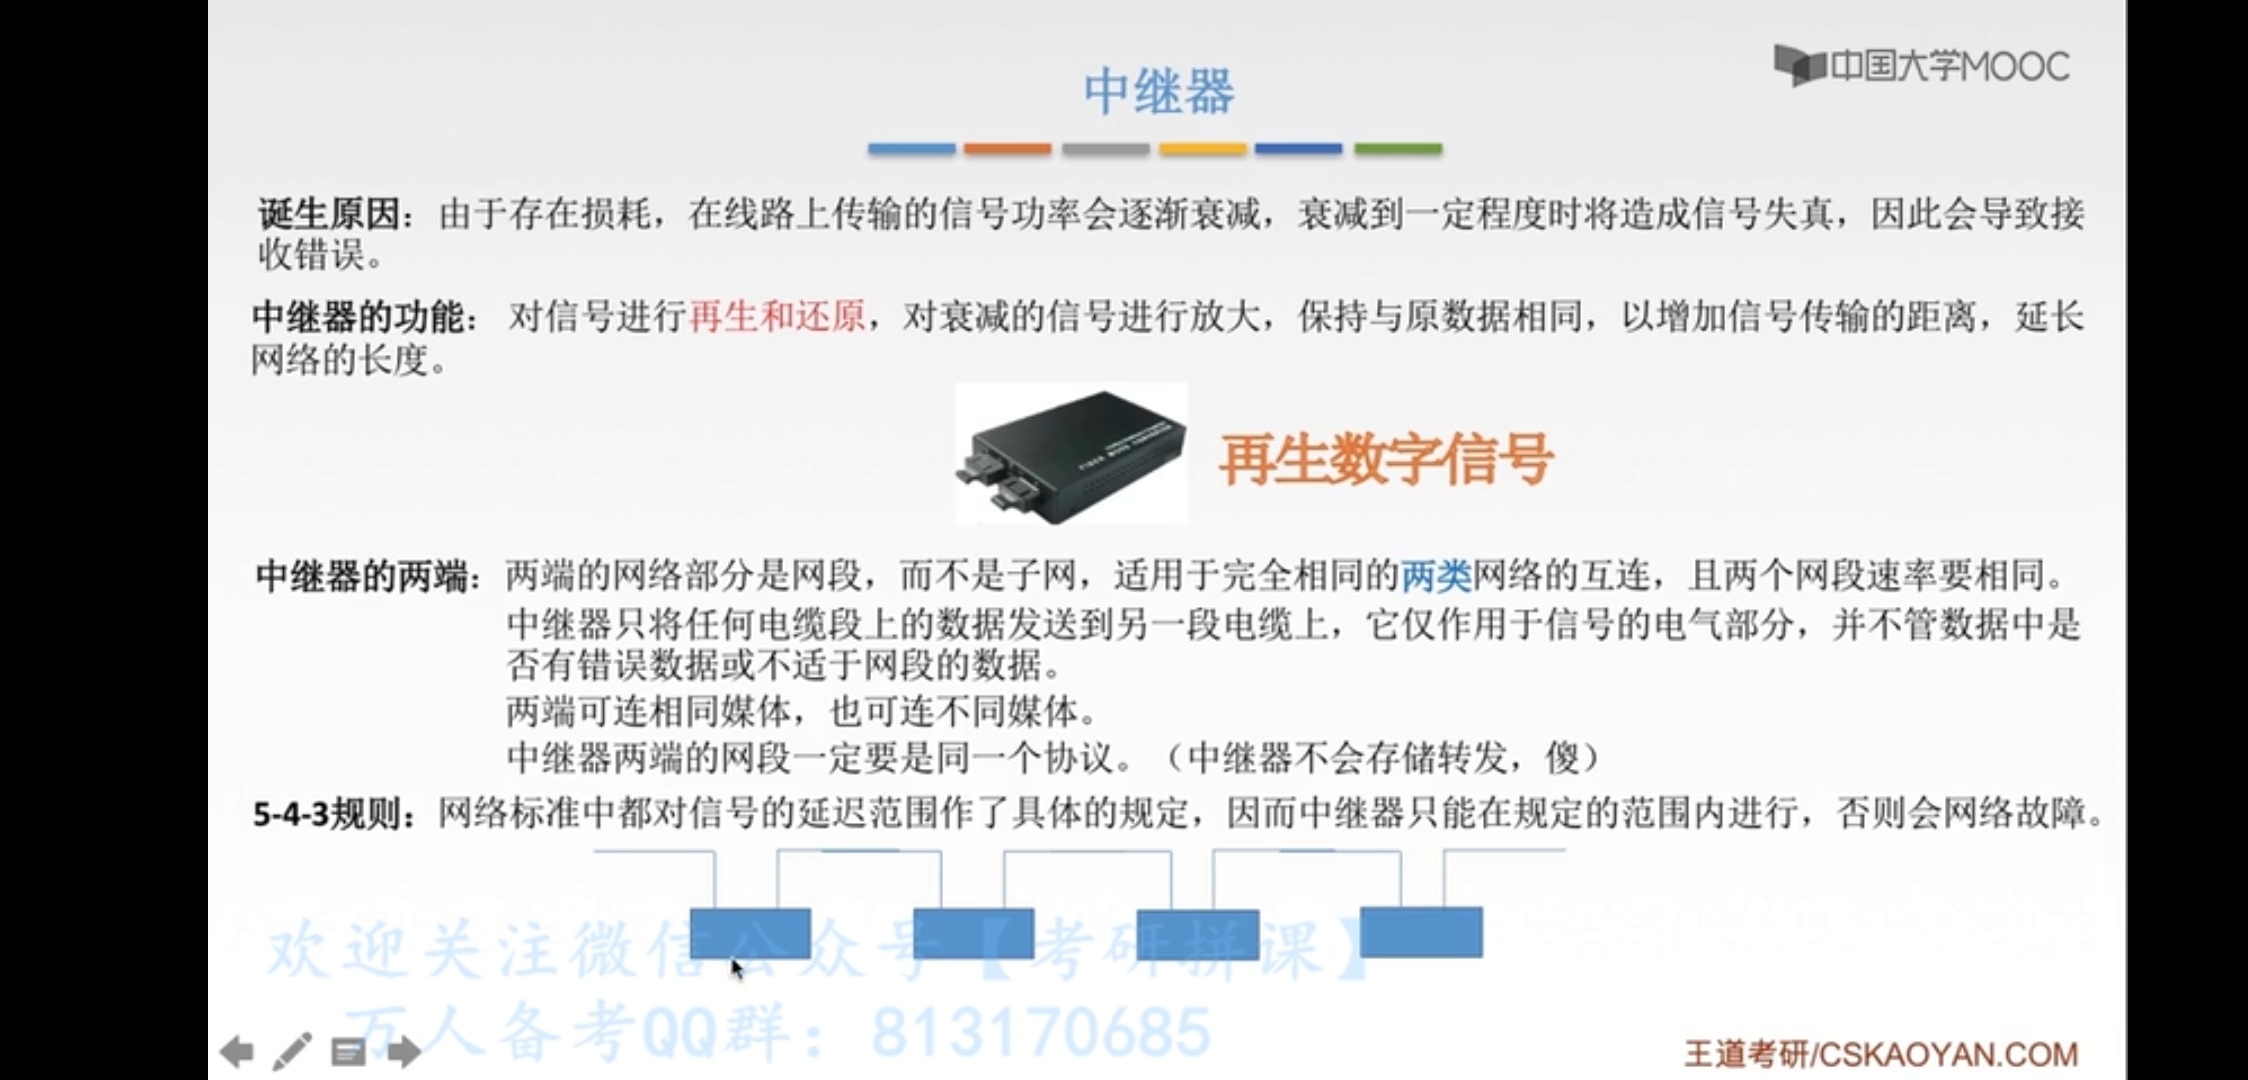 中国大学MOOC
中继器
诞生原因：由于存在损耗，在线路上传输的信号功率会逐渐衰减，衰减到一定程度时将造成信号失真，因此会导致接
收错误。
中继器的功能： 对信号进行再生和还原，对衰减的信号进行放大，保持与原数据相同，以增加信号传输的距离，延长
网络的长度。
再生数字信号
中继器的两端：两端的网络部分是网段，而不是子网，适用于完全相同的两类网络的互连，且两个网段速率要相同。
中继器只将任何电缆段上的数据发送到另一段电缆上，它仅作用于信号的电气部分，并不管数据中是
否有错误数据或不适于网段的数据。
两端可连相同媒体，也可连不同媒体。
中继器两端的网段一定要是同一个协议。（中继器不会存储转发，傻）
5-4-3规则：网络标准中都对信号的延迟范围作了具体的规定，因而中继器只能在规定的范围内进行，否则会网络故障。
欢迎关注微信公众号【考研拼课】
万人备考QQ群：813170685
王道考研/CSKAOYAN.COM